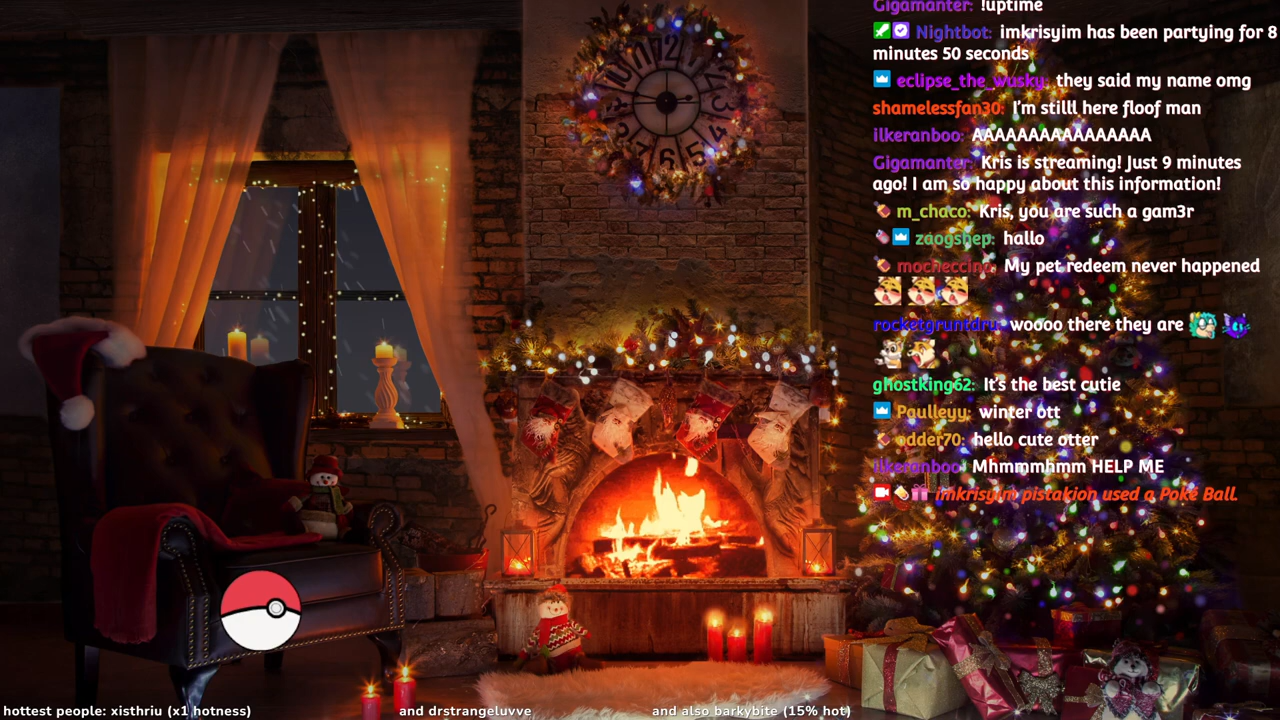 Gigamanter: !uptime
Nightbot: imkrisyim has been partying for 8
minutes 50 seconds
eclipse_the_wusky: they said my name omg
shamelessfan30: I'm stilll here floof man
ilkeranboo: AAAAAAAAAAAAAAAA
Gigamanter: Kris is streaming! Just 9 minutes
ago! I am so happy about this information!
m_chaco: Kris, you are such a gam3r
zaogshep: hallo
mocheccino: My pet redeem never happened
rocketgruntdru: woooo there they are
ghostking62: It's the best cutie
Paulleyy: winter ott
odder70: hello cute otter
ilkeranboo: Mhmmmhmm HELP ME
imkrisyim pistakion used a Poké Ball.
hottest people: xisthriu (x1 hotness) and drstrangeluvve and also barkybite (15% hot)